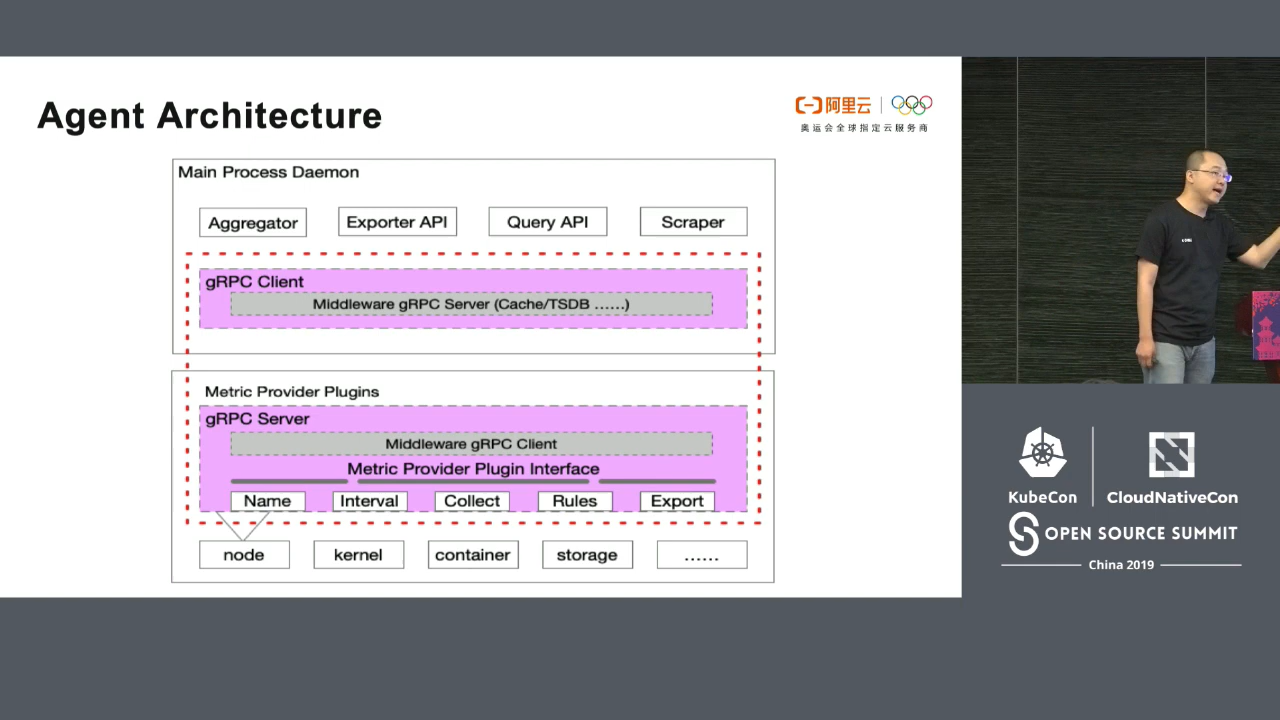 Agent Architecture
阿里云
奥运会全球指定云服务商
Main Process Daemon
Aggregator
Exporter API
Query API
Scraper
gRPC Client
Middleware gRPC Server (Cache/TSDB ......)
Metric Provider Plugins
gRPC Server
Middleware gRPC Client
Metric Provider Plugin Interface
Name
Interval
Collect
Rules
Export
node
kernel
container
storage
......
KubeCon
CloudNativeCon
OPEN SOURCE SUMMIT
China 2019